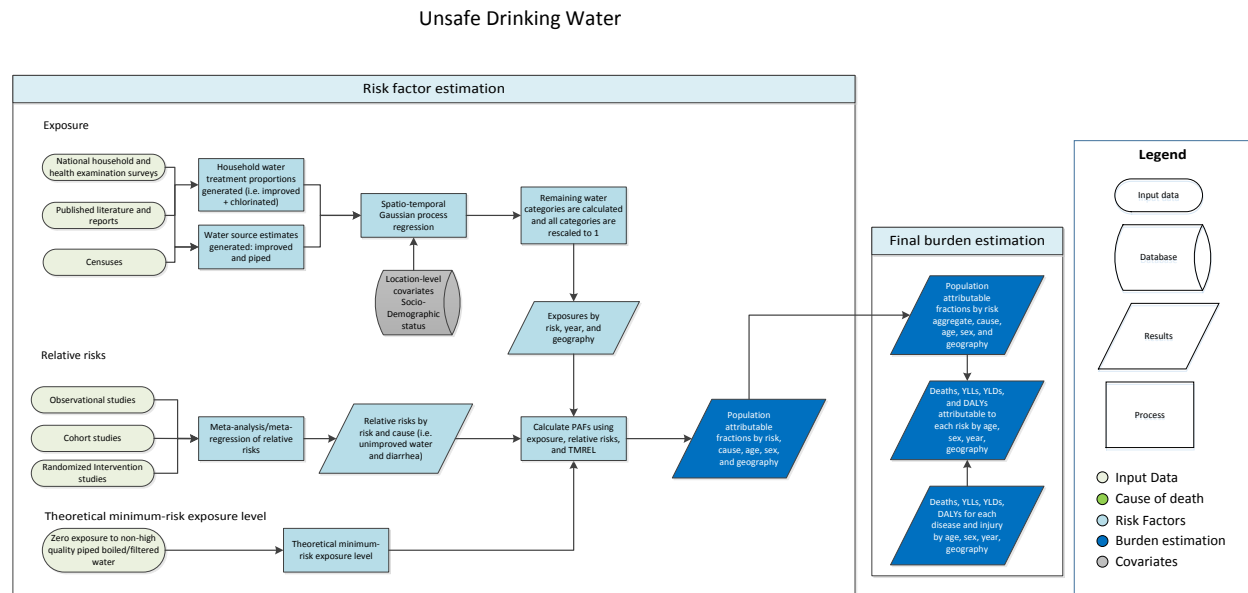 Unsafe Drinking Water
Risk factor estimation
Exposure
National household and
health examination surveys
Published literature and
reports
Censuses
Household water
treatment proportions
generated (i.e. improved
+ chlorinated)
Water source estimates
generated: improved
and piped
Spatio-temporal
Gaussian process
regression
Location-level
covariates
Socio-
Demographic
status
Remaining water
categories are calculated
and all categories are
rescaled to 1
Exposures by
risk, year, and
geography
Relative risks
Observational studies
Cohort studies
Randomized Intervention
studies
Meta-analysis/meta-
regression of relative
risks
Relative risks by
risk and cause (i.e.
unimproved water
and diarrhea)
Calculate PAFs using
exposure, relative risks,
and TMREL
Population
attributable
fractions by risk,
cause, age, sex,
and geography
Theoretical minimum-risk exposure level
Zero exposure to non-high
quality piped boiled/filtered
water
Theoretical minimum-
risk exposure level
Final burden estimation
Population
attributable
fractions by risk
aggregate, cause,
age, sex, and
geography
Deaths, YLLs, YLDs,
and DALYs
attributable to
each risk by age,
sex, year,
geography
Deaths, YLLs, YLDs,
DALYs for each
disease and injury
by age, sex, year,
geography
Legend
Input data
Database
Results
Process
Input Data
Cause of death
Risk Factors
Burden estimation
Covariates